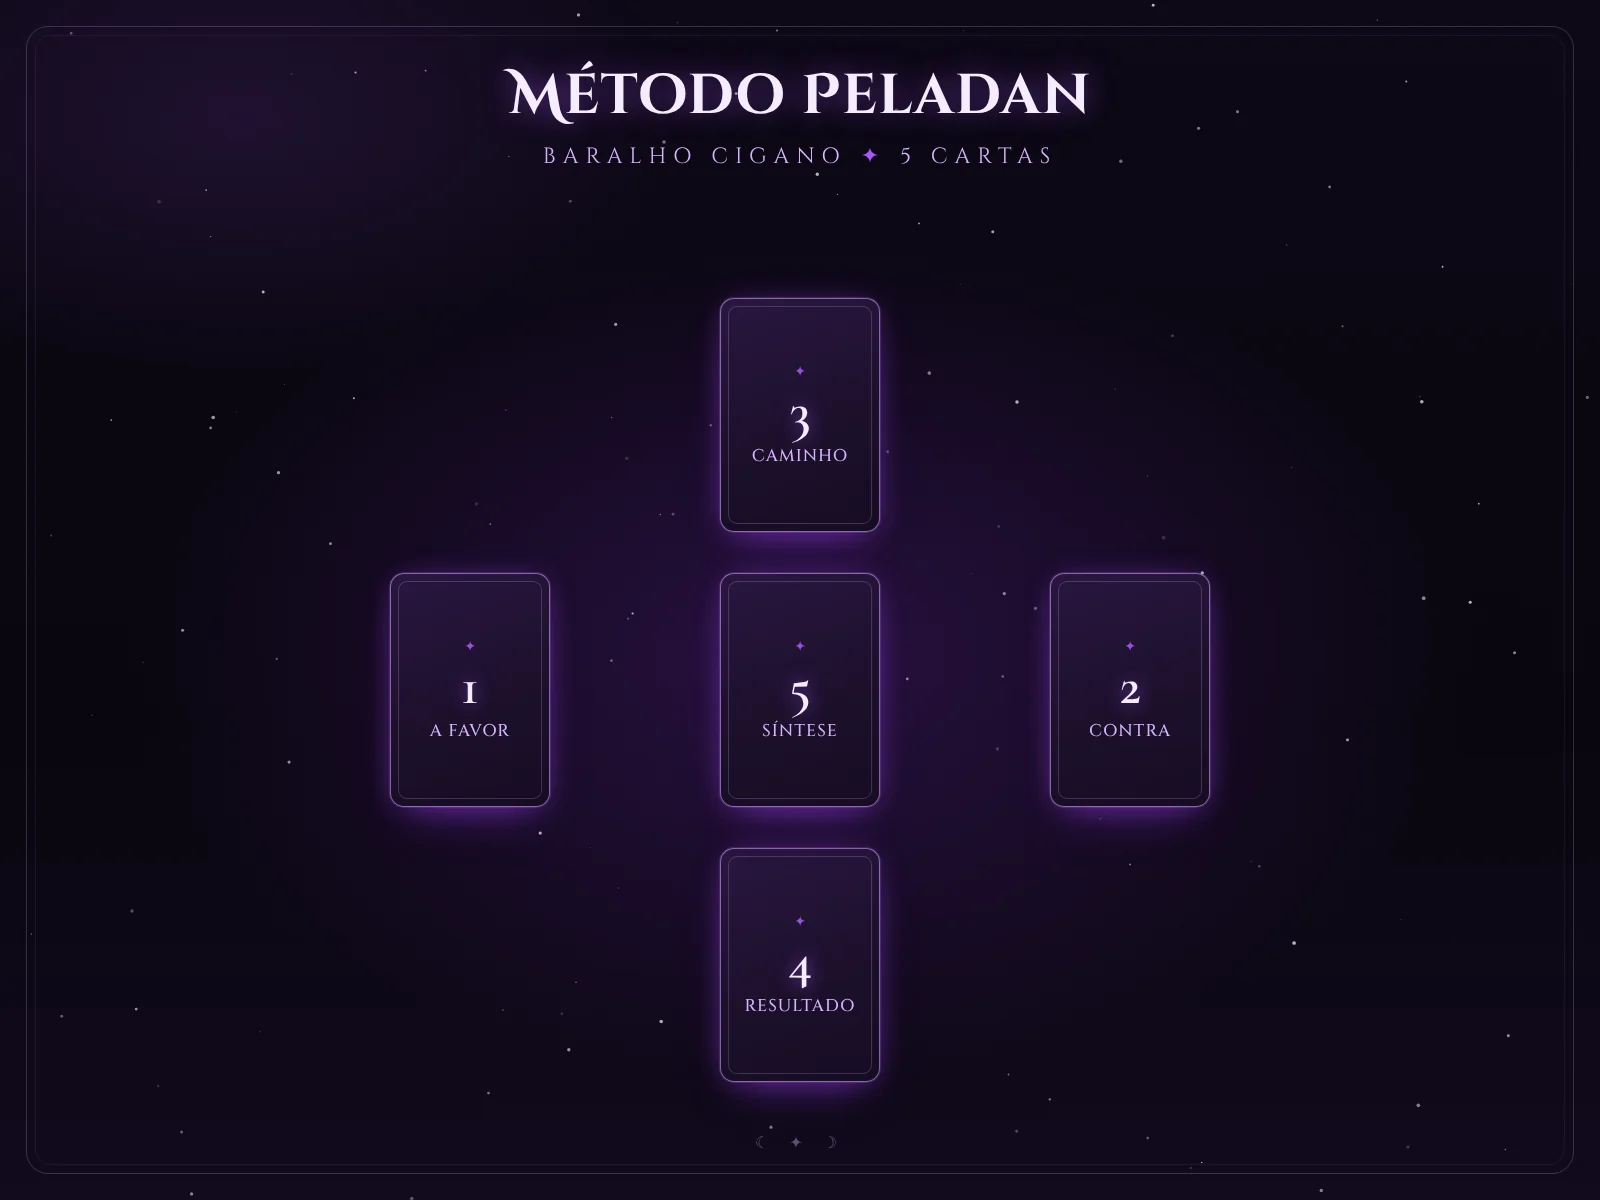 MÉTODO PELADAN
BARALHO CIGANO ✦ 5 CARTAS
3
CAMINHO
1
A FAVOR
5
SÍNTESE
2
CONTRA
4
RESULTADO